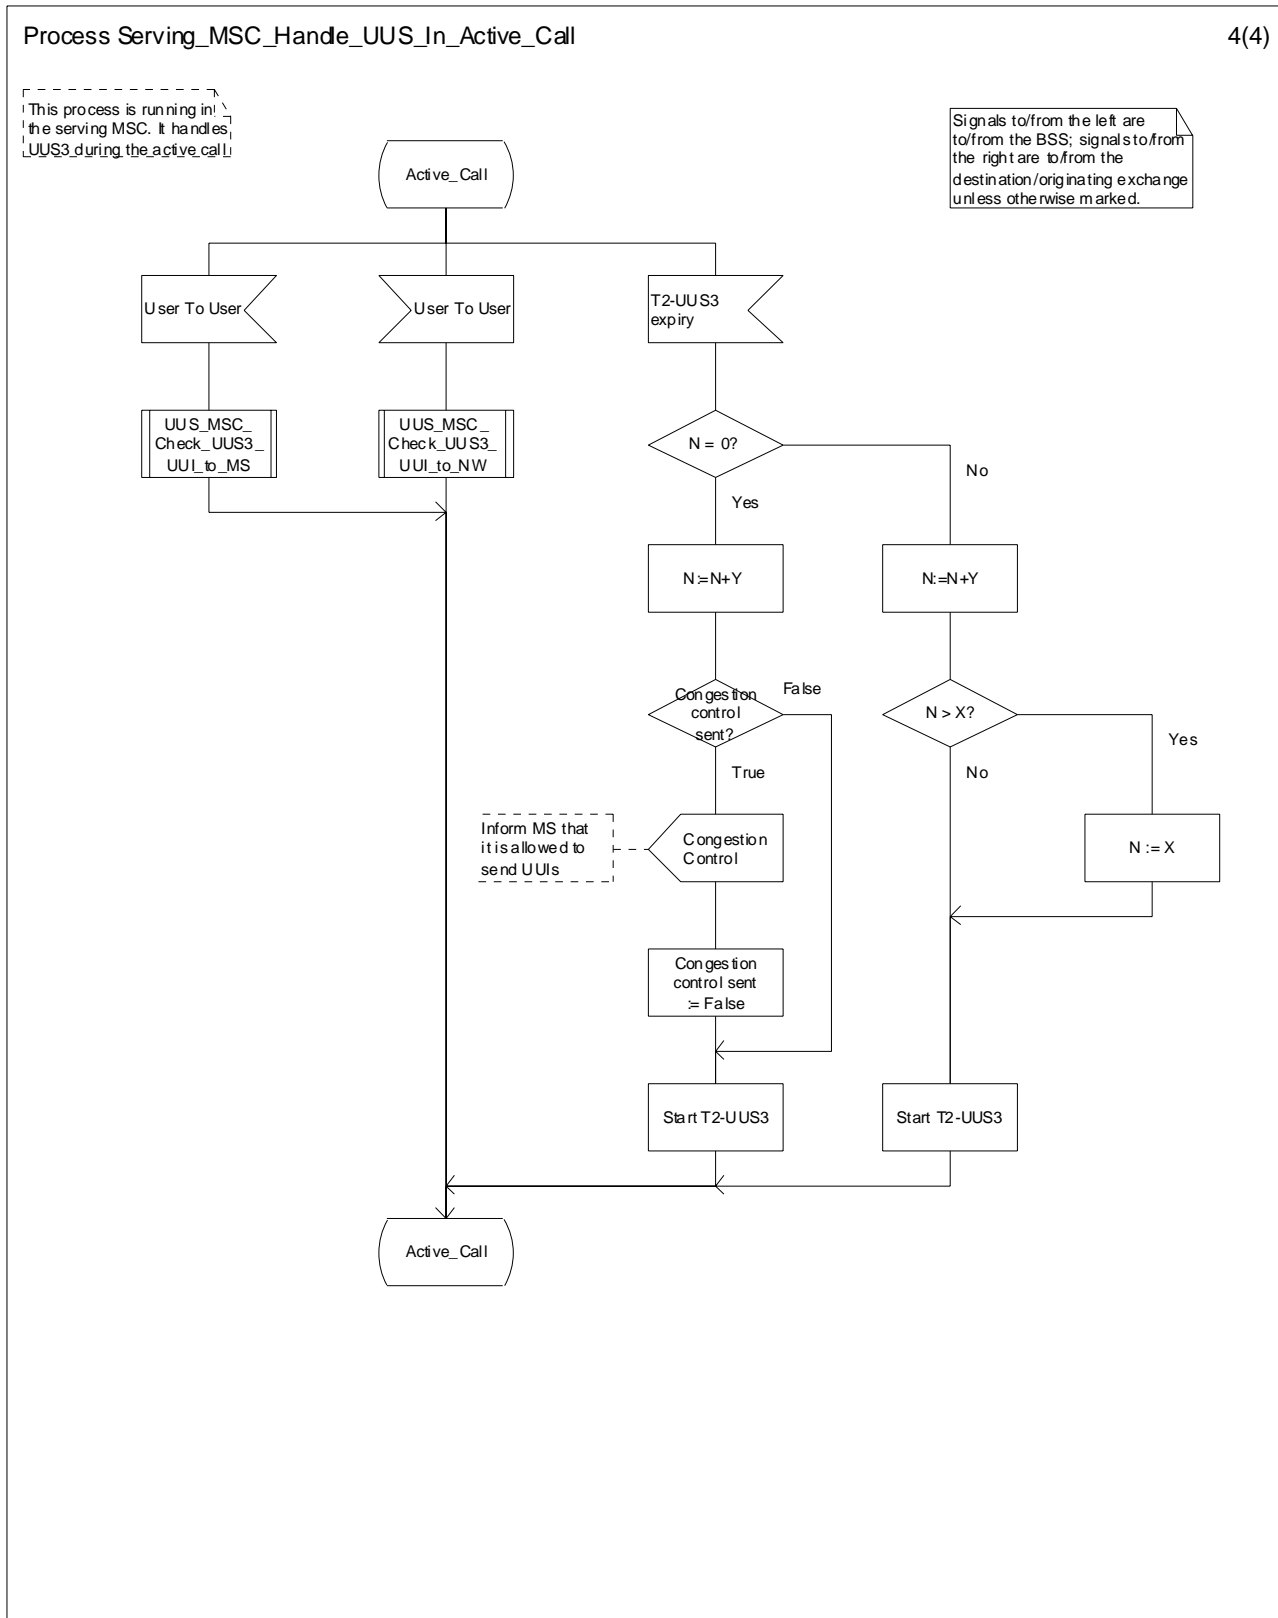 Process Serving_MSC_Handle_UUS_In_Active_Call
4(4)
This process is running in
the serving MSC. It handles
UUS3 during the active call
Signals to/from the left are
to/from the BSS; signals to/from
the right are to/from the
destination/originating exchange
unless otherwise marked.
Active_Call
User To User
User To User
T2-UUS3
expiry
UUS_MSC_
Check_UUS3_
UUI_to_MS
UUS_MSC_
Check_UUS3_
UUI_to_NW
N = 0?
No
Yes
N:=N+Y
N:=N+Y
Congestion
control
sent?
False
True
N > X?
Yes
No
Inform MS that
it is allowed to
send UUIs
Congestion
Control
N := X
Congestion
control sent
:= False
Start T2-UUS3
Start T2-UUS3
Active_Call